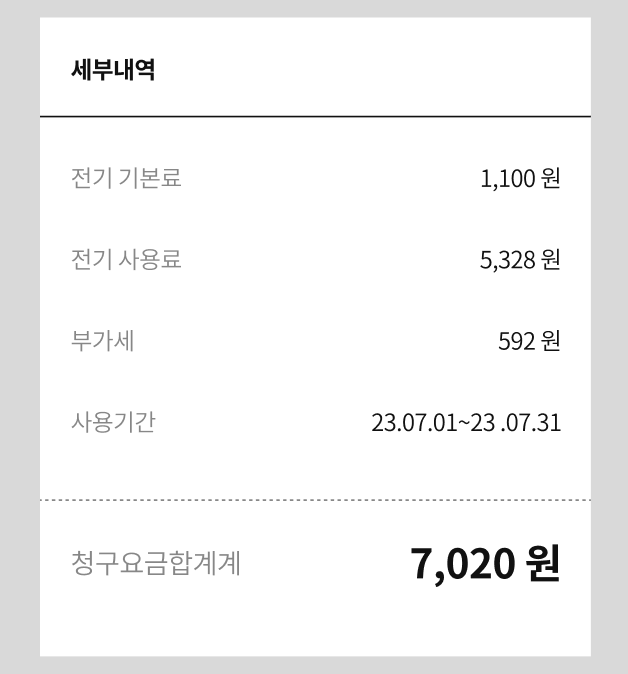 세부내역
전기 기본료 1,100 원
전기 사용료 5,328 원
부가세 592 원
사용기간 23.07.01~23 .07.31
청구요금합계계 7,020 원